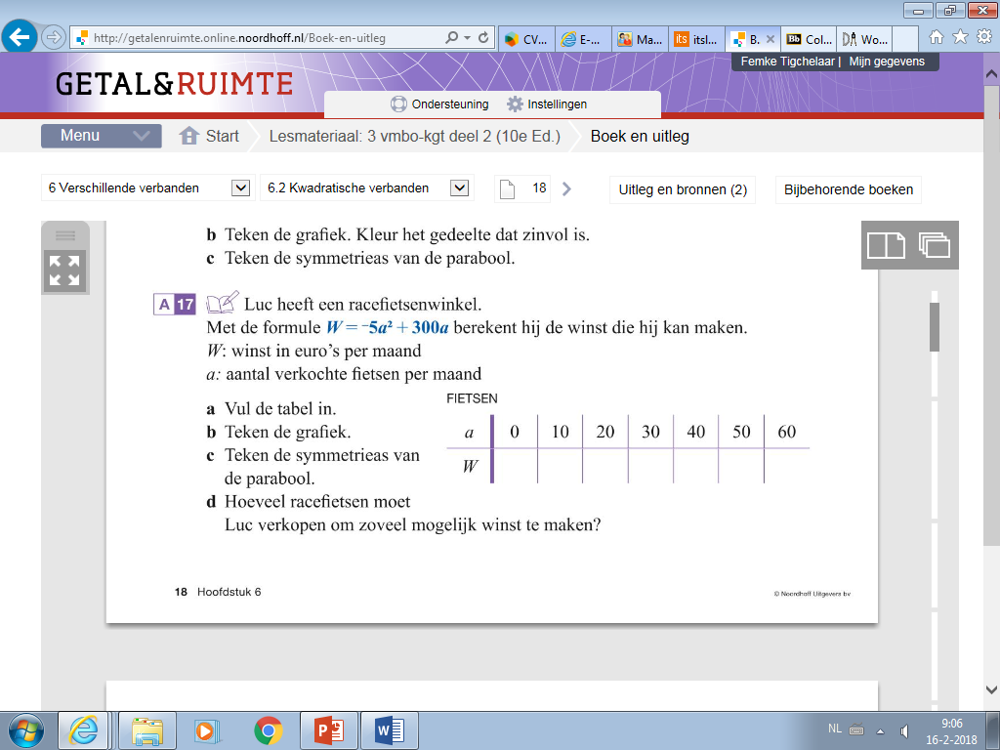 http://getalenruimte.online.noordhoff.nl/Boek-en-uitleg
CV...
E-...
Ma...
its itsl...
B.
Bb Col...
DA Wo...
Femke Tigchelaar | Mijn gegevens
GETAL&RUIMTE
Ondersteuning
Instellingen
Menu
Start
Lesmateriaal: 3 vmbo-kgt deel 2 (10e Ed.)
Boek en uitleg
6 Verschillende verbanden
6.2 Kwadratische verbanden
18
Uitleg en bronnen (2)
Bijbehorende boeken
b Teken de grafiek. Kleur het gedeelte dat zinvol is.
c Teken de symmetrieas van de parabool.
A 17 Luc heeft een racefietsenwinkel.
Met de formule W = ⁻5a² + 300a berekent hij de winst die hij kan maken.
W: winst in euro’s per maand
a: aantal verkochte fietsen per maand
a Vul de tabel in.
b Teken de grafiek.
c Teken de symmetrieas van
de parabool.
d Hoeveel racefietsen moet
Luc verkopen om zoveel mogelijk winst te maken?
FIETSEN
a 0 10 20 30 40 50 60
W
18 Hoofdstuk 6
© Noordhoff Uitgevers bv
NL
9:06
16-2-2018